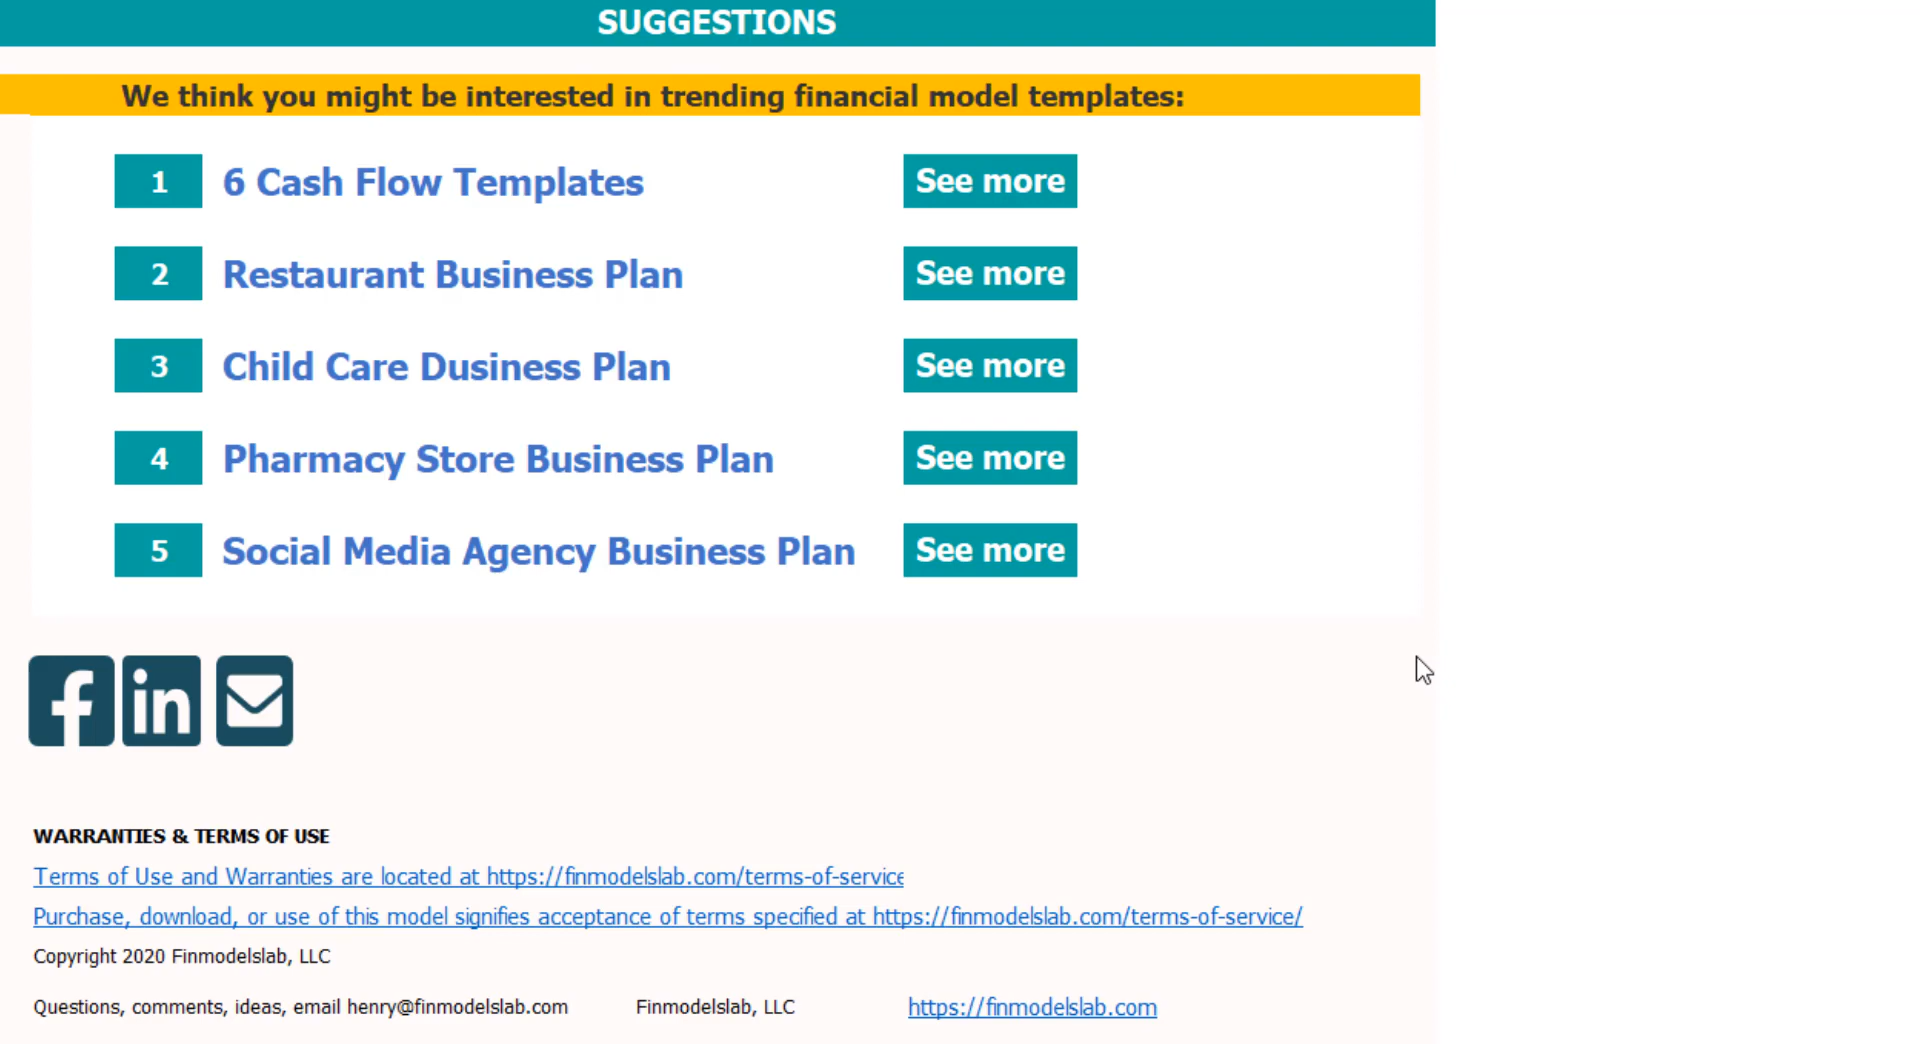 SUGGESTIONS
We think you might be interested in trending financial model templates:
1 6 Cash Flow Templates See more
2 Restaurant Business Plan See more
3 Child Care Dusiness Plan See more
4 Pharmacy Store Business Plan See more
5 Social Media Agency Business Plan See more
WARRANTIES & TERMS OF USE
Terms of Use and Warranties are located at https://finmodelslab.com/terms-of-service
Purchase, download, or use of this model signifies acceptance of terms specified at https://finmodelslab.com/terms-of-service/
Copyright 2020 Finmodelslab, LLC
Questions, comments, ideas, email henry@finmodelslab.com Finmodelslab, LLC https://finmodelslab.com